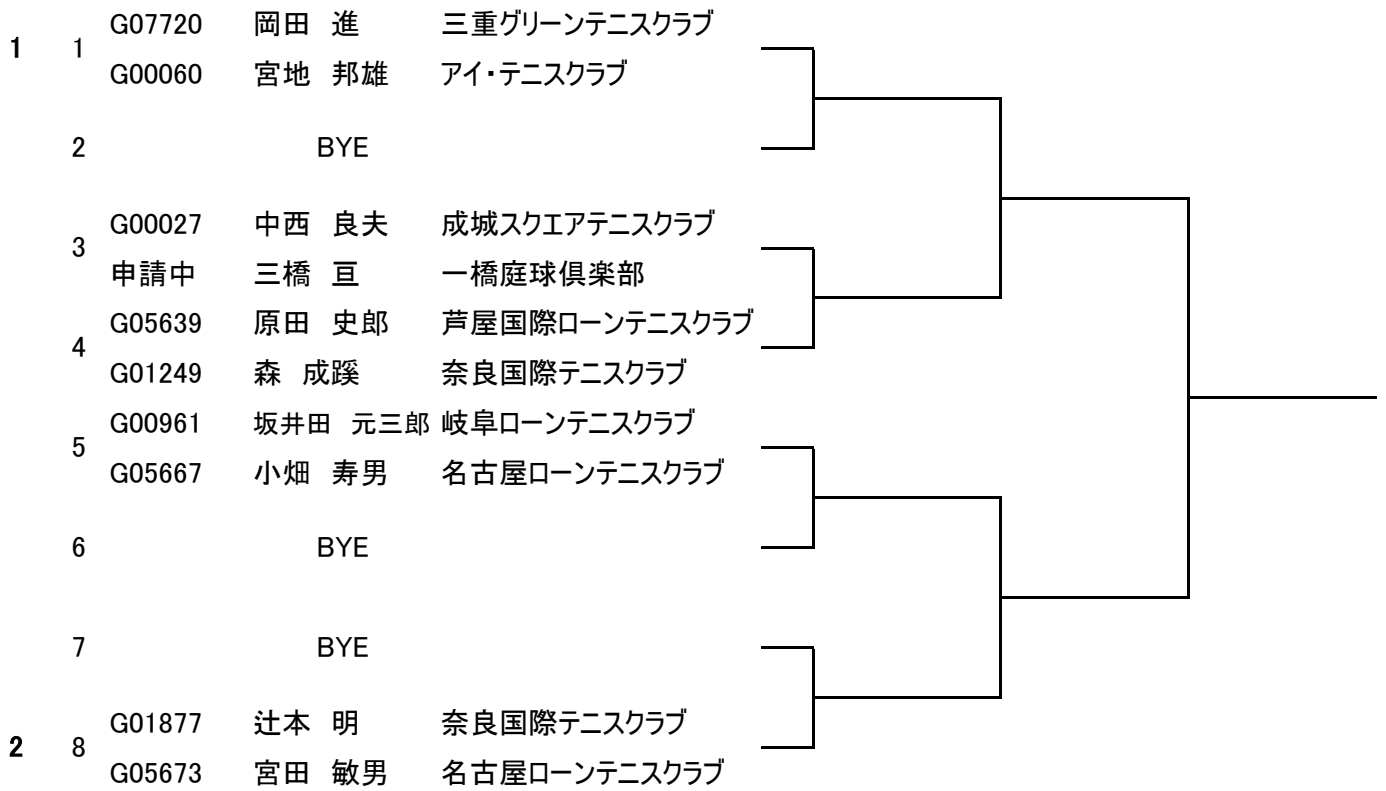 G07720 岡田 進 三重グリーンテニスクラブ
1 1
G00060 宮地 邦雄 アイ・テニスクラブ
2 BYE
G00027 中西 良夫 成城スクエアテニスクラブ
3
申請中 三橋 亘 一橋庭球倶楽部
G05639 原田 史郎 芦屋国際ローンテニスクラブ
4
G01249 森 成蹊 奈良国際テニスクラブ
G00961 坂井田 元三郎 岐阜ローンテニスクラブ
5
G05667 小畑 寿男 名古屋ローンテニスクラブ
6 BYE
7 BYE
G01877 辻本 明 奈良国際テニスクラブ
2 8
G05673 宮田 敏男 名古屋ローンテニスクラブ